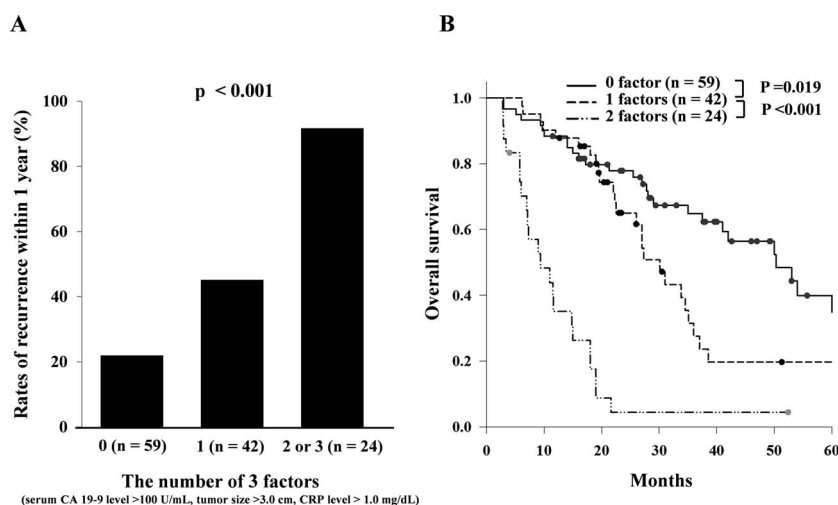 A
p < 0.001
Rates of recurrence within 1 year (%)
100
80
60
40
20
0
0 (n = 59)
1 (n = 42)
2 or 3 (n = 24)
The number of 3 factors
(serum CA 19-9 level >100 U/mL, tumor size >3.0 cm, CRP level > 1.0 mg/dL)
B
0 factor (n = 59)
1 factors (n = 42)
2 factors (n = 24)
P =0.019
P <0.001
Overall survival
1.0
0.8
0.6
0.4
0.2
0.0
0 10 20 30 40 50 60
Months